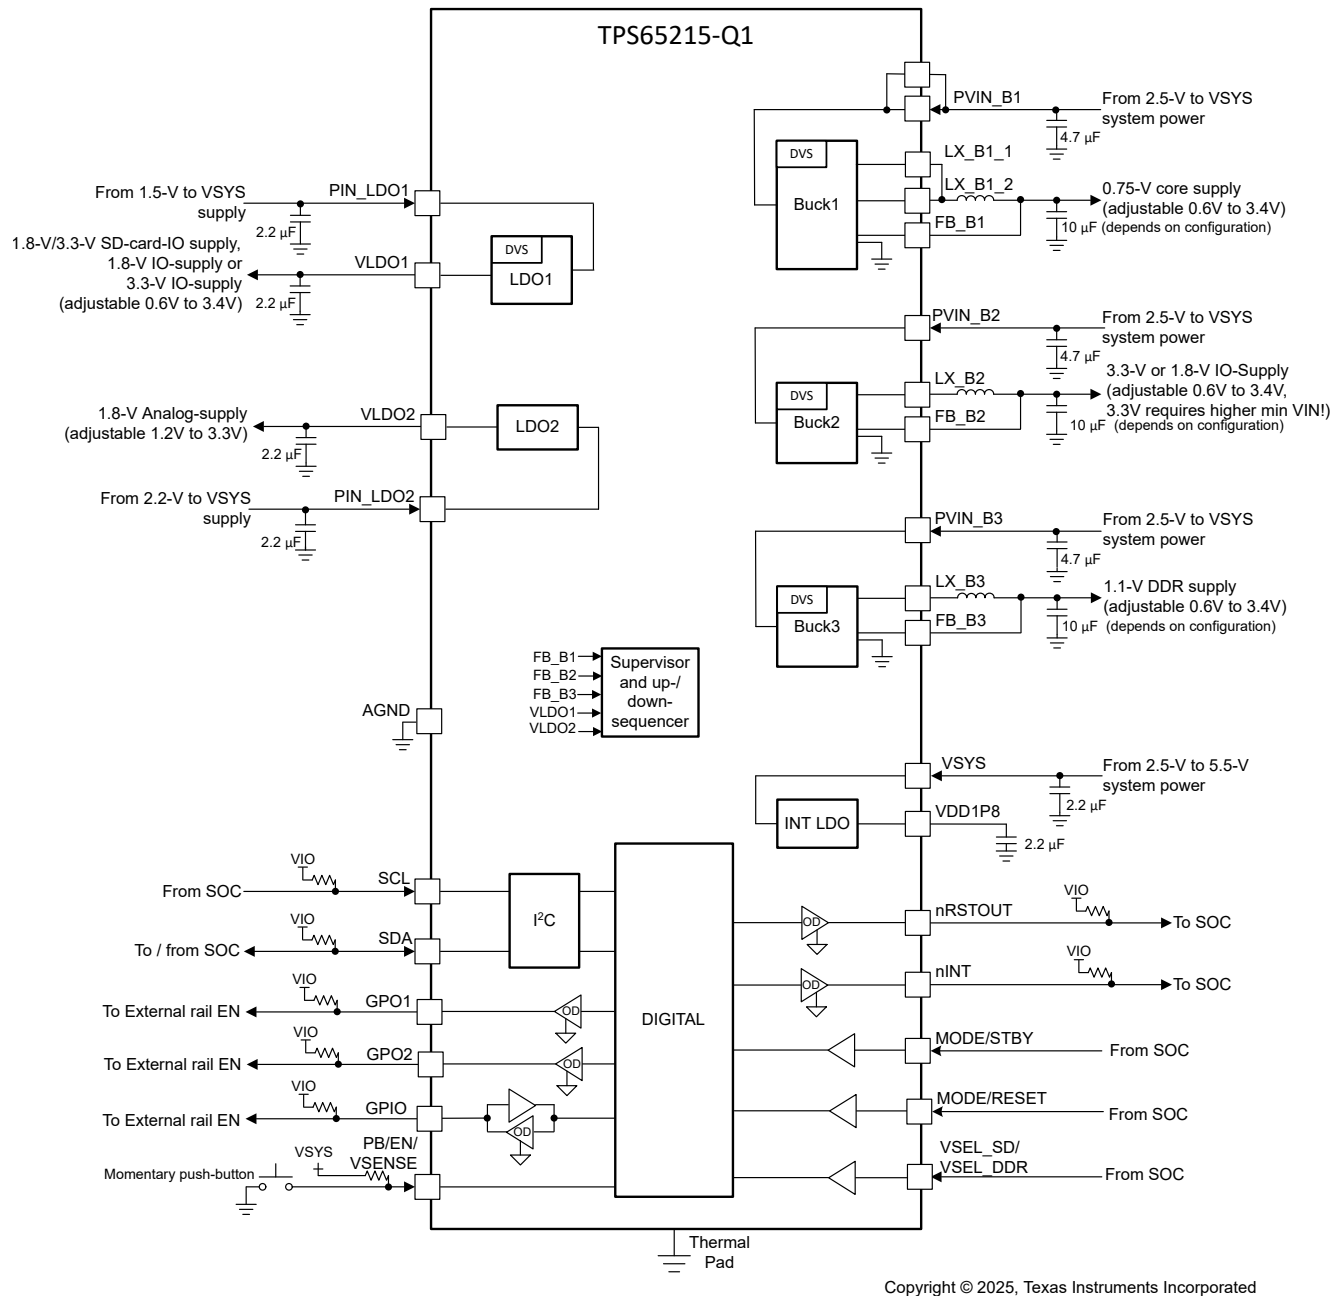 TPS65215-Q1
From 1.5-V to VSYS
supply
PIN_LDO1
2.2 µF
1.8-V/3.3-V SD-card-IO supply,
1.8-V IO-supply or
3.3-V IO-supply
(adjustable 0.6V to 3.4V)
VLDO1
2.2 µF
DVS
LDO1
1.8-V Analog-supply
(adjustable 1.2V to 3.3V)
VLDO2
2.2 µF
LDO2
From 2.2-V to VSYS
supply
PIN_LDO2
2.2 µF
PVIN_B1
From 2.5-V to VSYS
system power
4.7 µF
DVS
Buck1
LX_B1_1
LX_B1_2
FB_B1
0.75-V core supply
(adjustable 0.6V to 3.4V)
10 µF (depends on configuration)
PVIN_B2
From 2.5-V to VSYS
system power
4.7 µF
DVS
Buck2
LX_B2
FB_B2
3.3-V or 1.8-V IO-Supply
(adjustable 0.6V to 3.4V,
3.3V requires higher min VIN!)
10 µF (depends on configuration)
PVIN_B3
From 2.5-V to VSYS
system power
4.7 µF
DVS
Buck3
LX_B3
FB_B3
1.1-V DDR supply
(adjustable 0.6V to 3.4V)
10 µF (depends on configuration)
FB_B1
FB_B2
FB_B3
VLDO1
VLDO2
Supervisor
and up-/
down-
sequencer
AGND
VSYS
From 2.5-V to 5.5-V
system power
2.2 µF
INT LDO
VDD1P8
2.2 µF
VIO
From SOC
SCL
I²C
VIO
To / from SOC
SDA
VIO
To External rail EN
GPO1
OD
VIO
To External rail EN
GPO2
OD
VIO
To External rail EN
GPIO
OD
Momentary push-button
VSYS
PB/EN/
VSENSE
DIGITAL
OD
nRSTOUT
VIO
To SOC
OD
nINT
VIO
To SOC
MODE/STBY
From SOC
MODE/RESET
From SOC
VSEL_SD/
VSEL_DDR
From SOC
Thermal
Pad
Copyright © 2025, Texas Instruments Incorporated